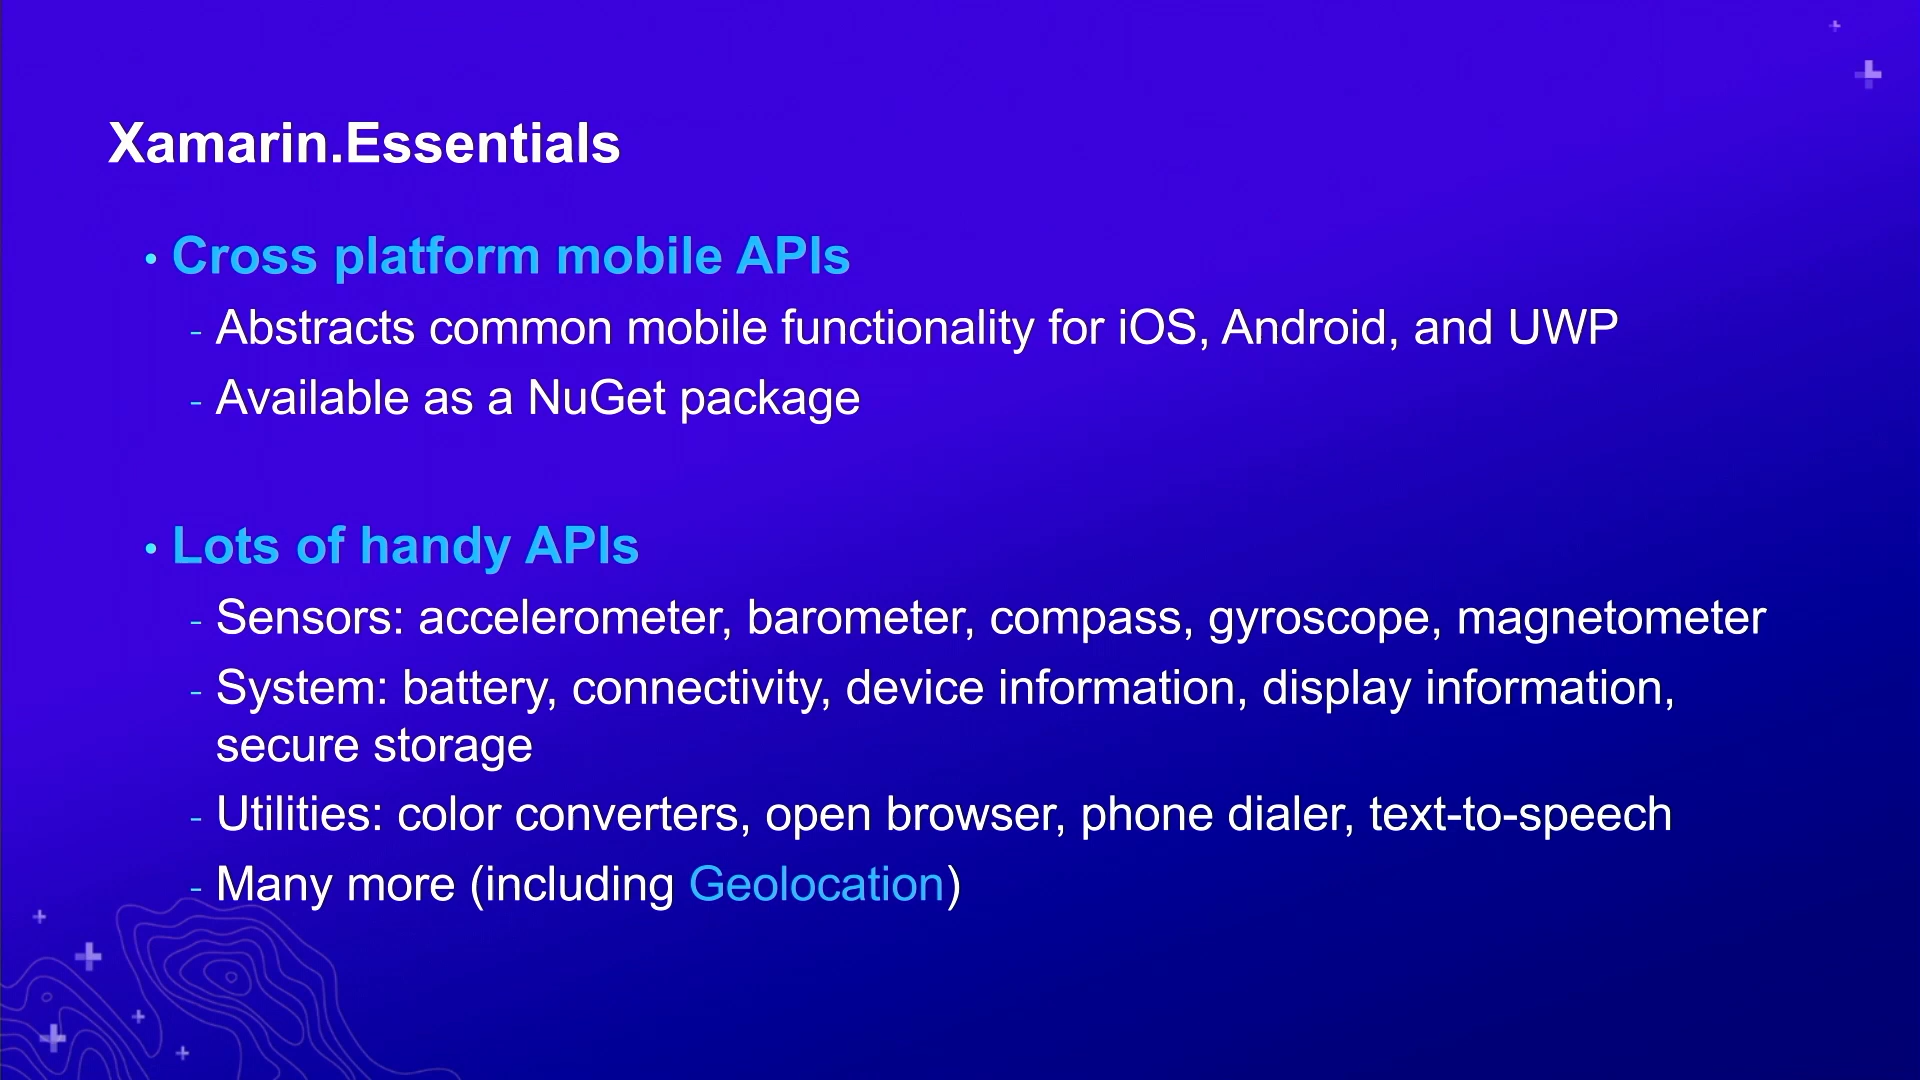 Xamarin.Essentials
• Cross platform mobile APIs
- Abstracts common mobile functionality for iOS, Android, and UWP
- Available as a NuGet package
• Lots of handy APIs
- Sensors: accelerometer, barometer, compass, gyroscope, magnetometer
- System: battery, connectivity, device information, display information,
secure storage
- Utilities: color converters, open browser, phone dialer, text-to-speech
- Many more (including Geolocation)